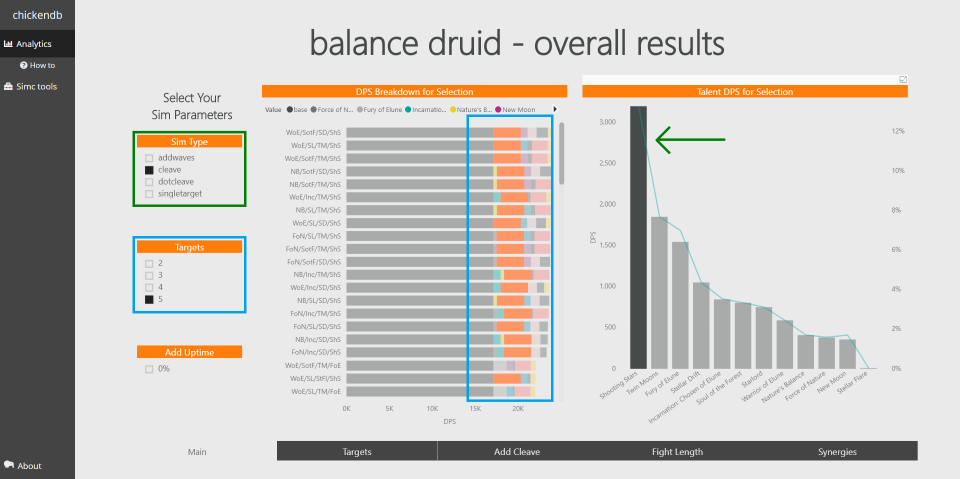 chickendb
Analytics
How to
Simc tools
About
balance druid - overall results
Select Your
Sim Parameters
Sim Type
addwaves
cleave
dotcleave
singletarget
Targets
2
3
4
5
Add Uptime
0%
DPS Breakdown for Selection
Value base Force of N... Fury of Elune Incarnatio... Nature's B... New Moon
WoE/SotF/SD/ShS
WoE/SL/TM/ShS
WoE/SotF/TM/ShS
NB/SotF/SD/ShS
NB/SotF/TM/ShS
WoE/Inc/TM/ShS
NB/SL/TM/ShS
WoE/SL/SD/ShS
FoN/SL/TM/ShS
FoN/SotF/TM/ShS
FoN/SotF/SD/ShS
NB/Inc/TM/ShS
WoE/Inc/SD/ShS
NB/SL/SD/ShS
FoN/Inc/TM/ShS
FoN/SL/SD/ShS
NB/Inc/SD/ShS
FoN/Inc/SD/ShS
WoE/SotF/TM/FoE
WoE/SL/StFl/ShS
WoE/SL/TM/FoE
0K 5K 10K 15K 20K
DPS
Talent DPS for Selection
3,000
2,500
2,000
1,500
1,000
500
0
DPS
12%
10%
8%
6%
4%
2%
0%
Shooting Stars
Twin Moons
Fury of Elune
Stellar Drift
Incarnation: Chosen of Elune
Soul of the Forest
Starlord
Warrior of Elune
Nature's Balance
Force of Nature
New Moon
Stellar Flare
Main Targets Add Cleave Fight Length Synergies